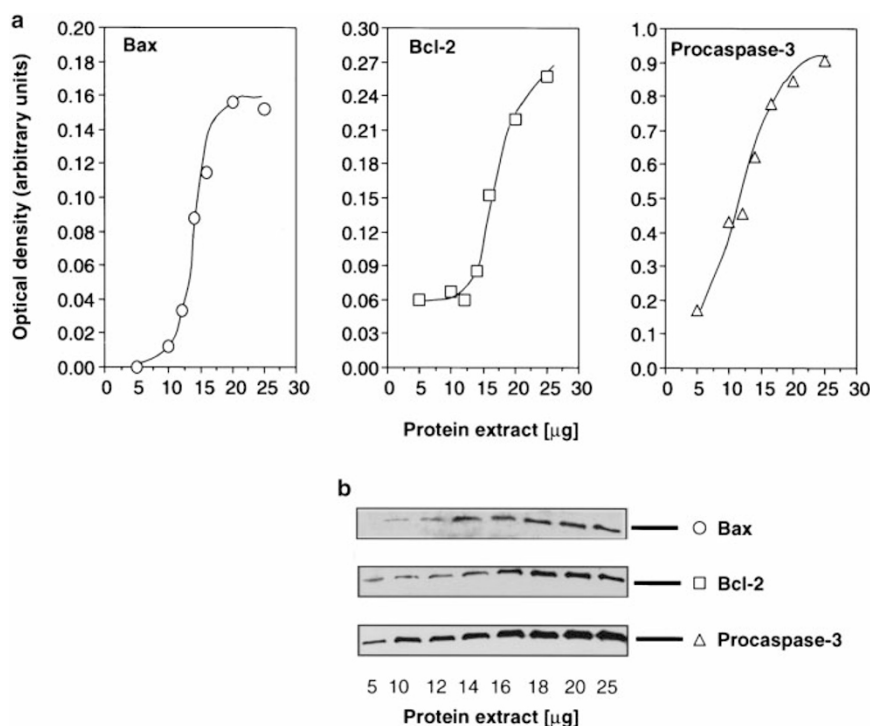 a
Bax
Bcl-2
Procaspase-3
Optical density (arbitrary units)
0.20
0.18
0.16
0.14
0.12
0.10
0.08
0.06
0.04
0.02
0.00
0 5 10 15 20 25 30
0.30
0.27
0.24
0.21
0.18
0.15
0.12
0.09
0.06
0.03
0.00
0 5 10 15 20 25 30
1.0
0.9
0.8
0.7
0.6
0.5
0.4
0.3
0.2
0.1
0.0
0 5 10 15 20 25 30
Protein extract [µg]
b
Bax
Bcl-2
Procaspase-3
5 10 12 14 16 18 20 25
Protein extract [µg]